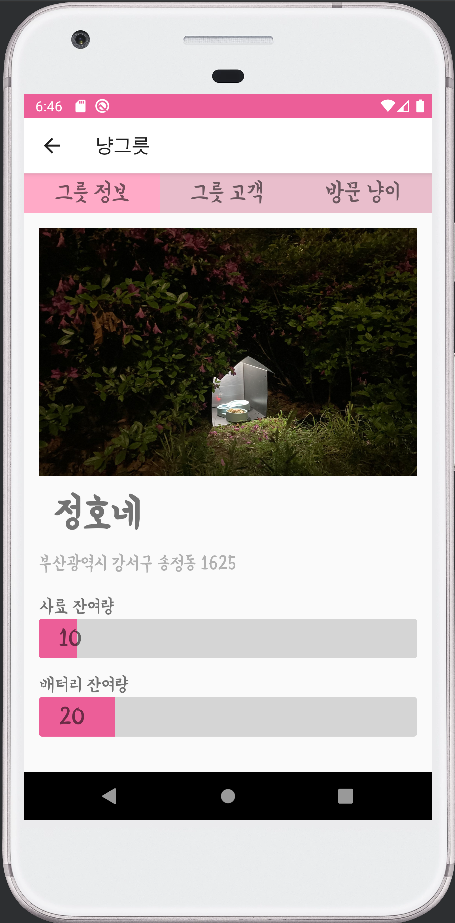 6:46
냥그릇
그릇 정보 그릇 고객 방문 냥이
정호네
부산광역시 강서구 송정동 1625
사료 잔여량
10
배터리 잔여량
20